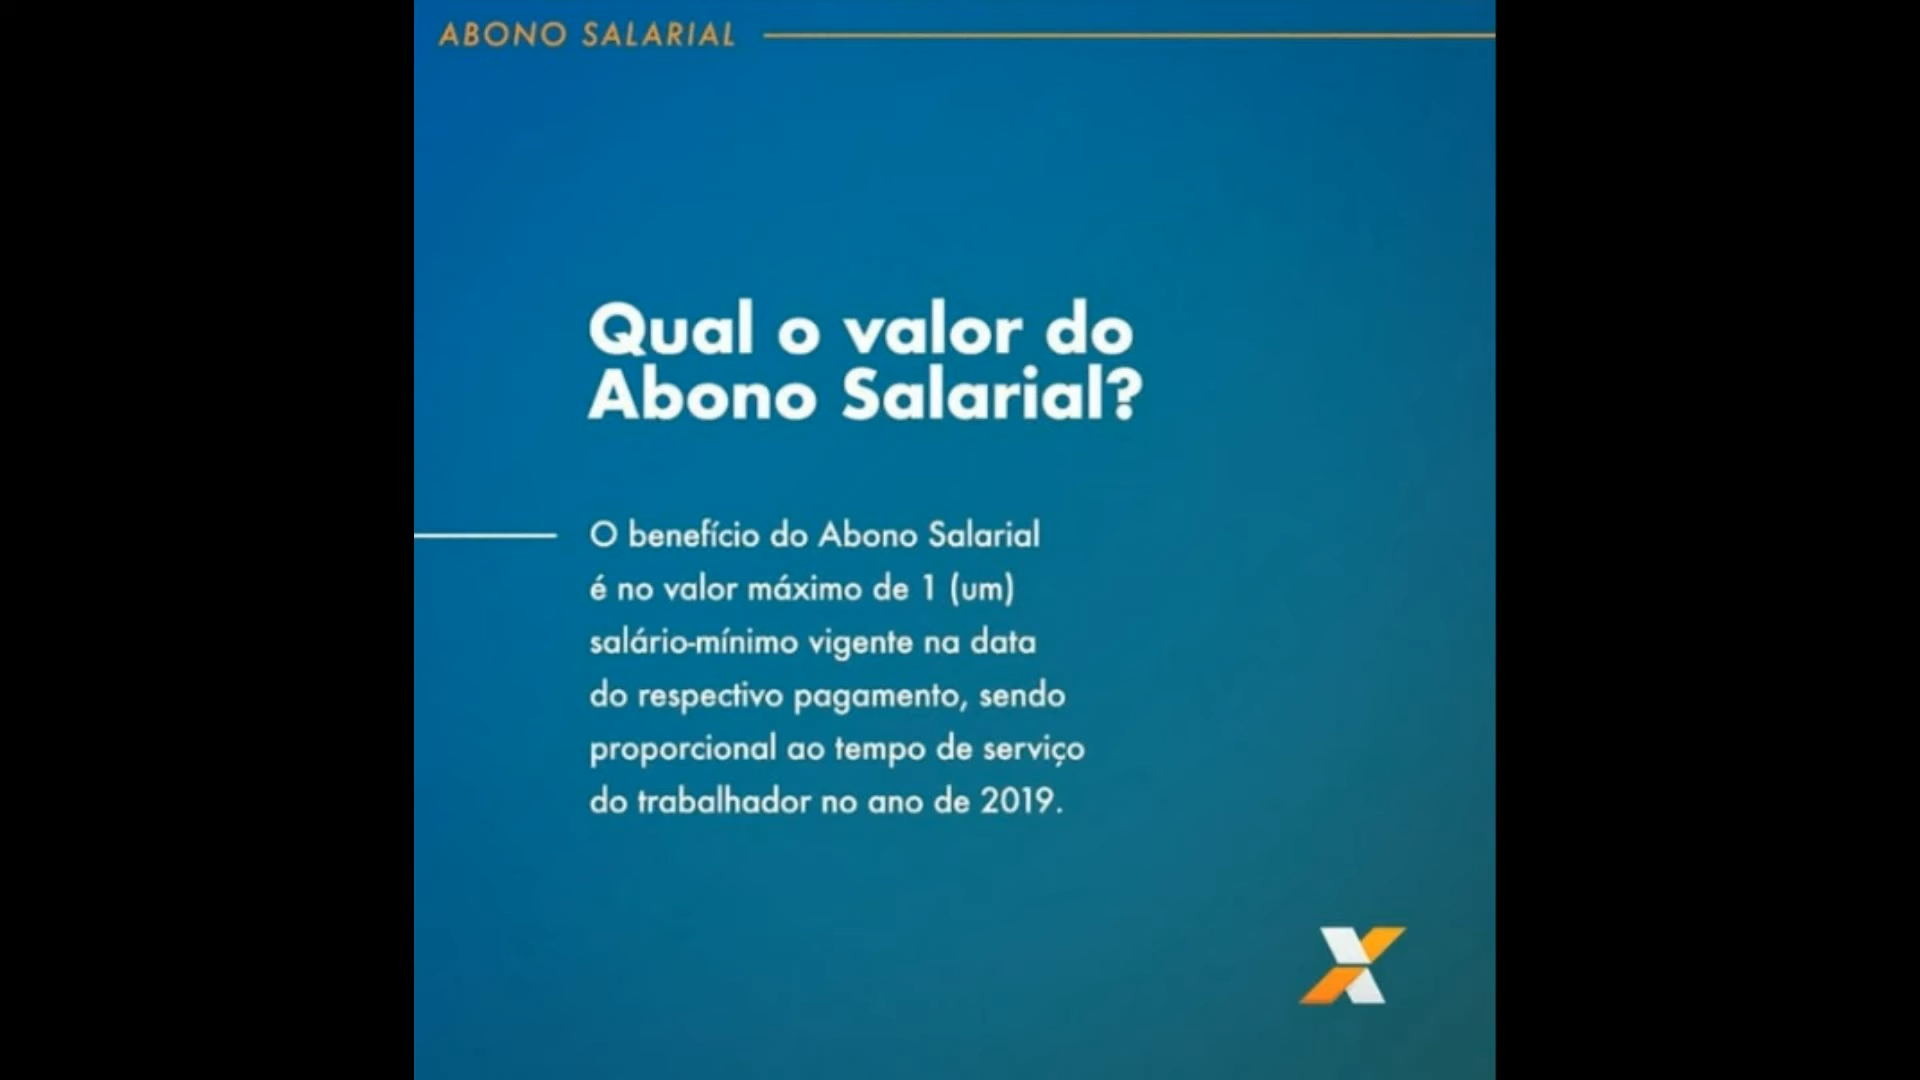 ABONO SALARIAL
Qual o valor do
Abono Salarial?
O benefício do Abono Salarial
é no valor máximo de 1 (um)
salário-mínimo vigente na data
do respectivo pagamento, sendo
proporcional ao tempo de serviço
do trabalhador no ano de 2019.